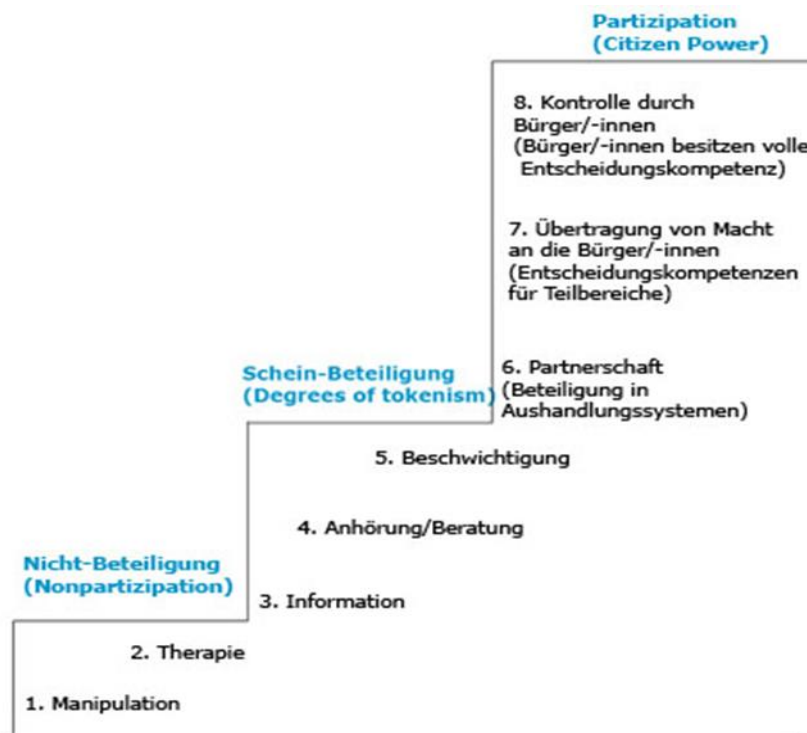 Partizipation
(Citizen Power)
8. Kontrolle durch
Bürger/-innen
(Bürger/-innen besitzen volle
Entscheidungskompetenz)
7. Übertragung von Macht
an die Bürger/-innen
(Entscheidungskompetenzen
für Teilbereiche)
Schein-Beteiligung
(Degrees of tokenism)
6. Partnerschaft
(Beteiligung in
Aushandlungssystemen)
5. Beschwichtigung
4. Anhörung/Beratung
Nicht-Beteiligung
(Nonpartizipation)
3. Information
2. Therapie
1. Manipulation